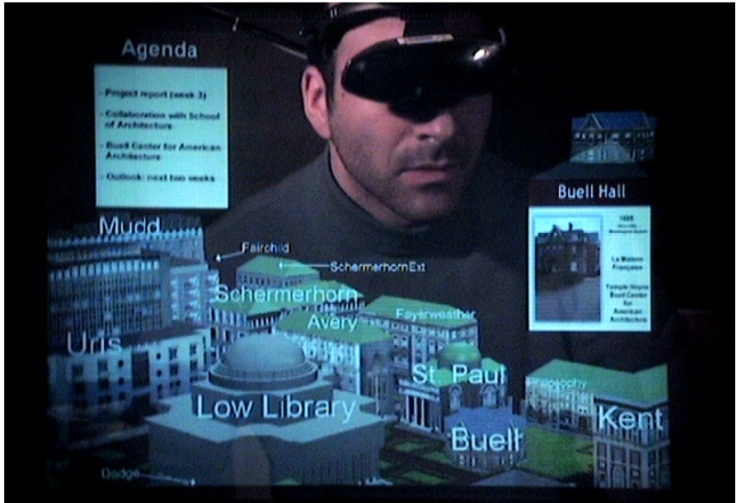 Agenda
- Project report (week 3)
- Collaboration with School
of Architecture
- Buell Center for American
Architecture
- Outlook: next two weeks
Buell Hall
1885
La Maison
Française
Temple Hoyne
Buell Center
for
American
Architecture
Mudd
Fairchild
SchermerhornExt
Schermerhorn
Avery
Fayerweather
Uris
St. Paul
Philosophy
Low Library
Kent
Buell
Dodge